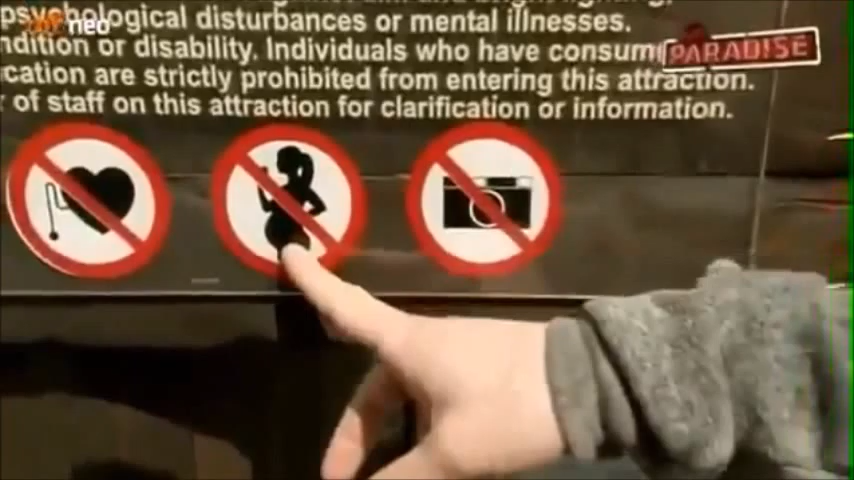 psychological disturbances or mental illnesses.
neo
ndition or disability. Individuals who have consum
PARADISE
cation are strictly prohibited from entering this attraction.
of staff on this attraction for clarification or information.